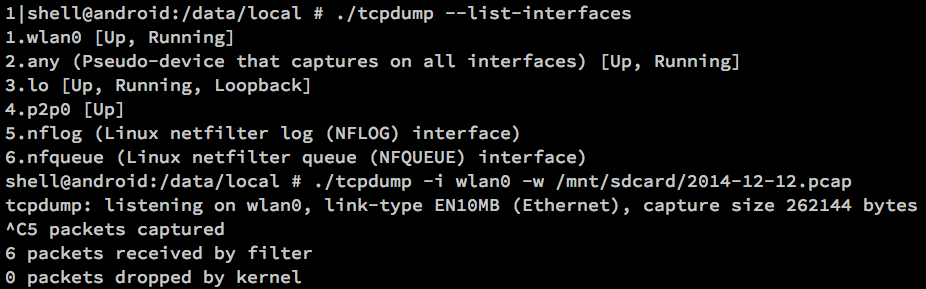 1|shell@android:/data/local # ./tcpdump --list-interfaces
1.wlan0 [Up, Running]
2.any (Pseudo-device that captures on all interfaces) [Up, Running]
3.lo [Up, Running, Loopback]
4.p2p0 [Up]
5.nflog (Linux netfilter log (NFLOG) interface)
6.nfqueue (Linux netfilter queue (NFQUEUE) interface)
shell@android:/data/local # ./tcpdump -i wlan0 -w /mnt/sdcard/2014-12-12.pcap
tcpdump: listening on wlan0, link-type EN10MB (Ethernet), capture size 262144 bytes
^C5 packets captured
6 packets received by filter
0 packets dropped by kernel